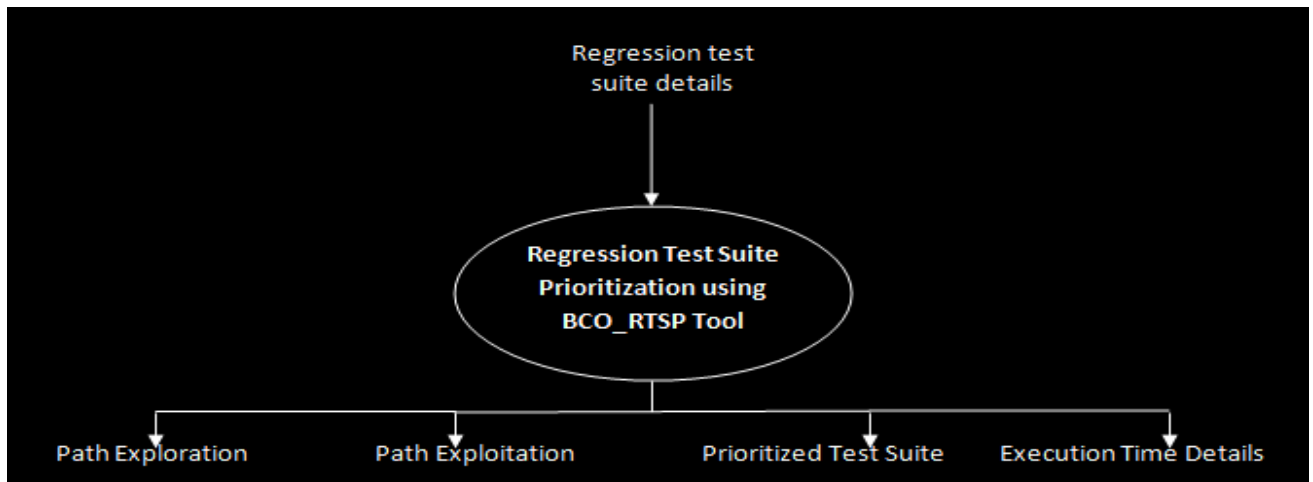 Regression test
suite details
Regression Test Suite
Prioritization using
BCO_RTSP Tool
Path Exploration
Path Exploitation
Prioritized Test Suite
Execution Time Details